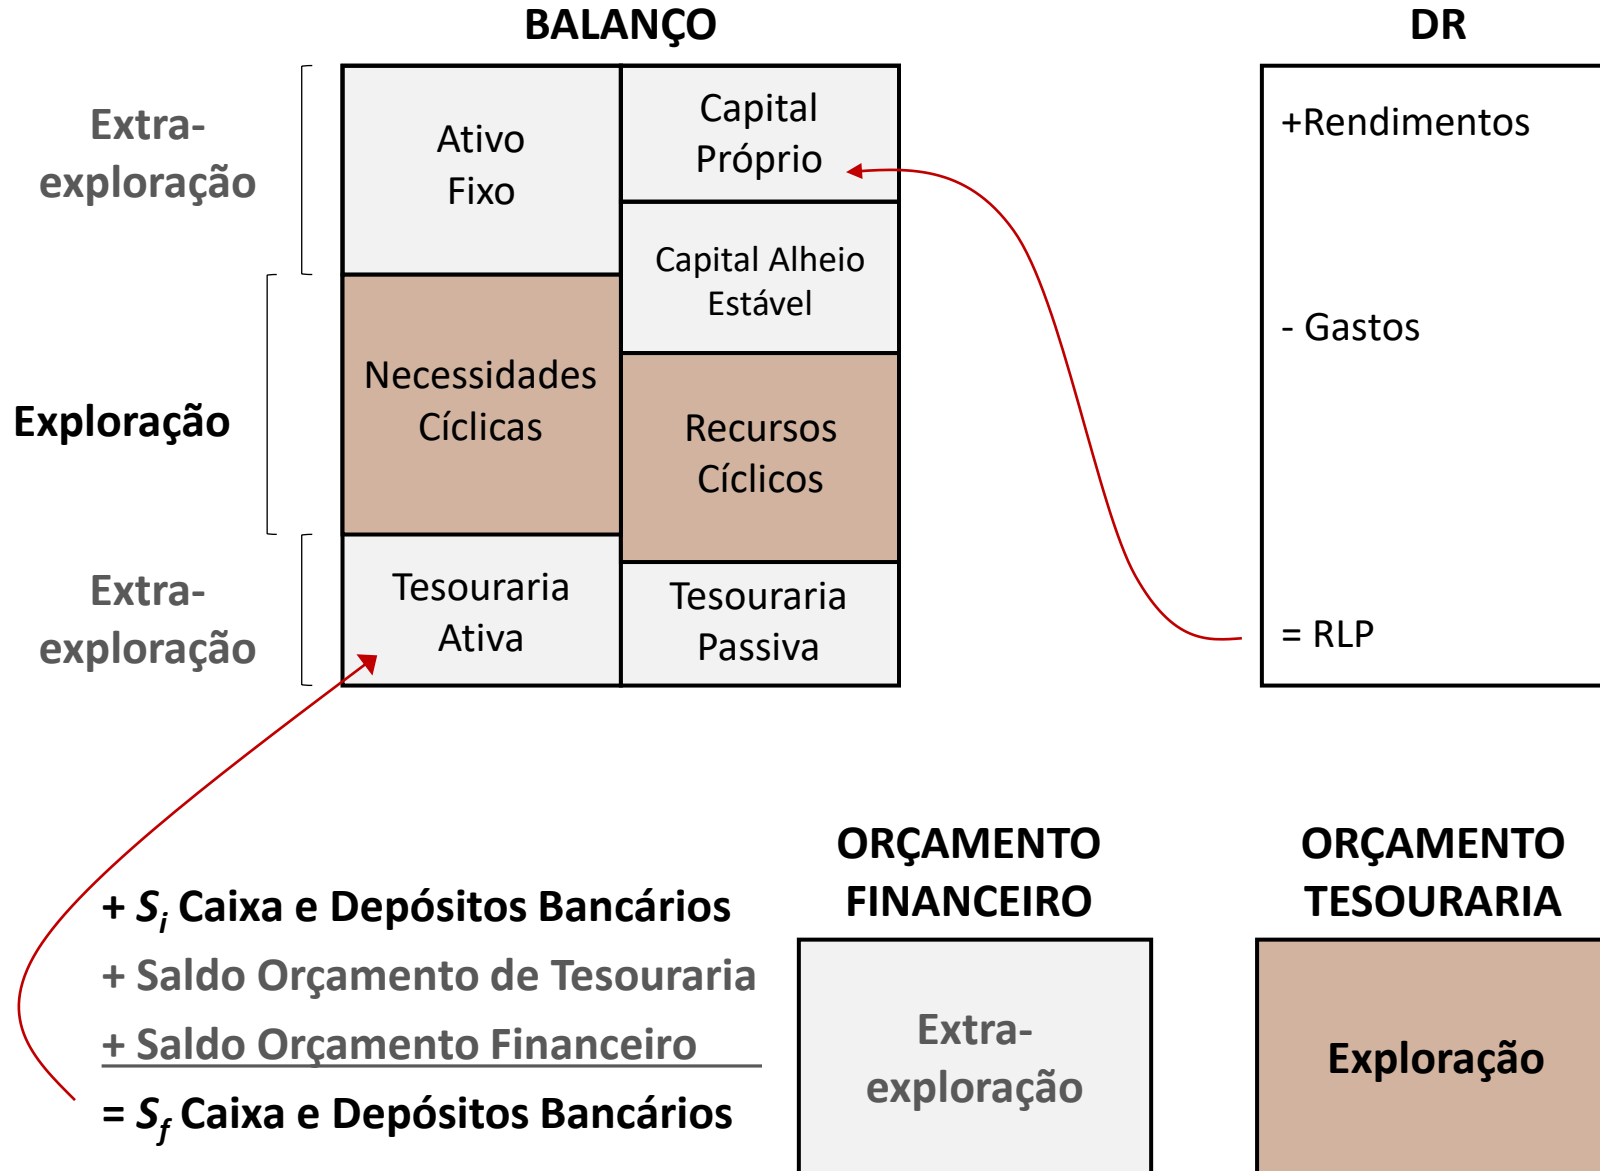 BALANÇO
DR
Extra-
exploração
Exploração
Extra-
exploração
Ativo
Fixo
Necessidades
Cíclicas
Tesouraria
Ativa
Capital
Próprio
Capital Alheio
Estável
Recursos
Cíclicos
Tesouraria
Passiva
+Rendimentos
- Gastos
= RLP
+ Si Caixa e Depósitos Bancários
+ Saldo Orçamento de Tesouraria
+ Saldo Orçamento Financeiro
= Sf Caixa e Depósitos Bancários
ORÇAMENTO
FINANCEIRO
Extra-
exploração
ORÇAMENTO
TESOURARIA
Exploração